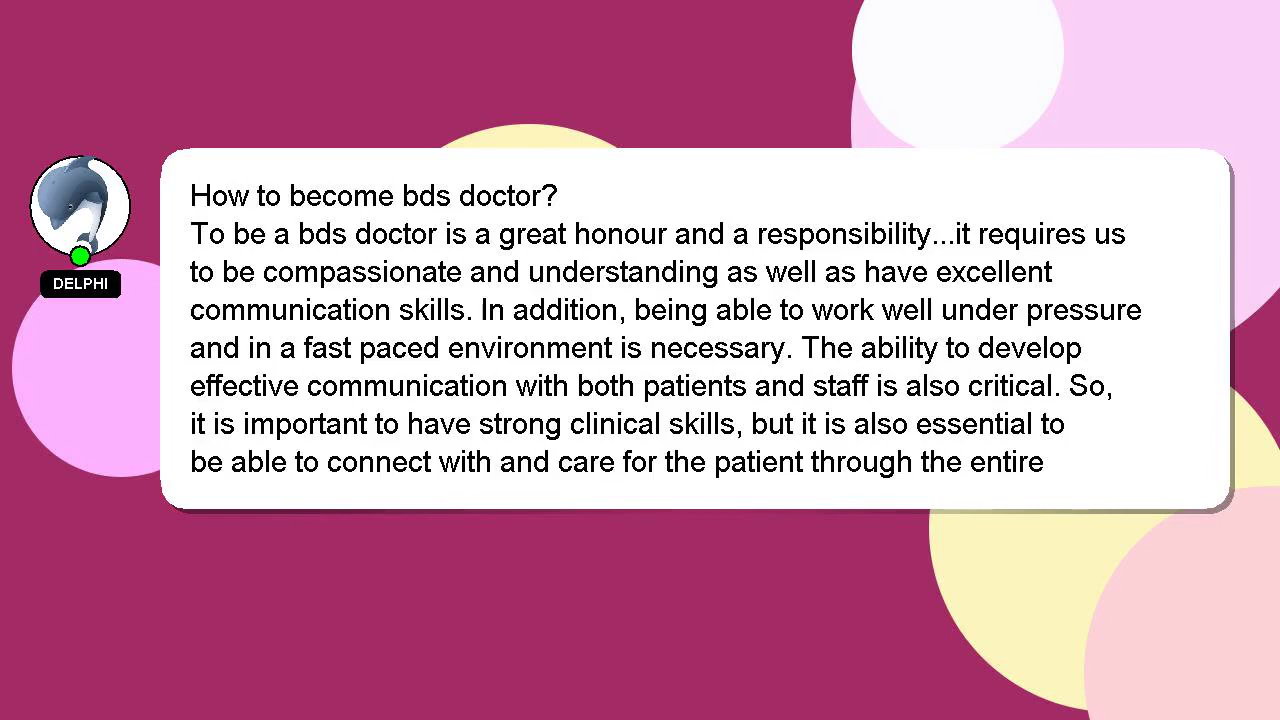 How to become bds doctor?
To be a bds doctor is a great honour and a responsibility...it requires us
to be compassionate and understanding as well as have excellent
communication skills. In addition, being able to work well under pressure
and in a fast paced environment is necessary. The ability to develop
effective communication with both patients and staff is also critical. So,
it is important to have strong clinical skills, but it is also essential to
be able to connect with and care for the patient through the entire
DELPHI